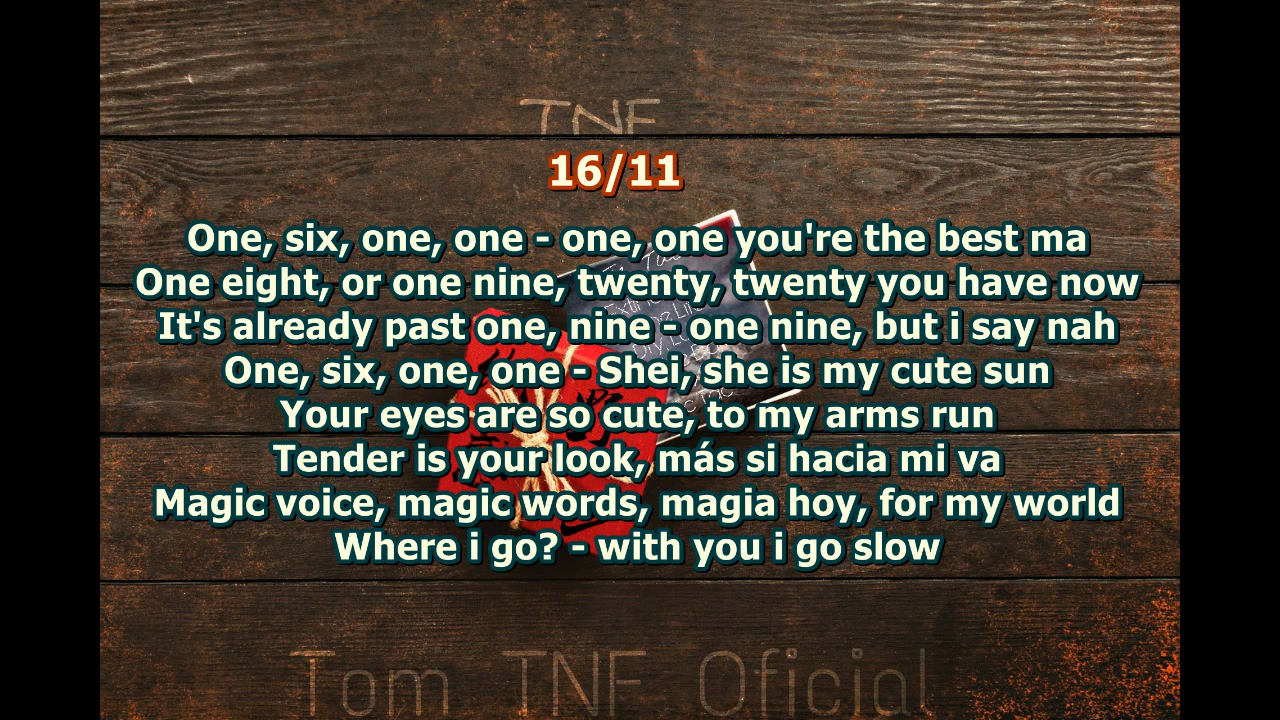 TNF
16/11
One, six, one, one - one, one you're the best ma
One eight, or one nine, twenty, twenty you have now
It's already past one, nine - one nine, but i say nah
One, six, one, one - Shei, she is my cute sun
Your eyes are so cute, to my arms run
Tender is your look, más si hacia mi va
Magic voice, magic words, magia hoy, for my world
Where i go? - with you i go slow
Tom TNF Oficial